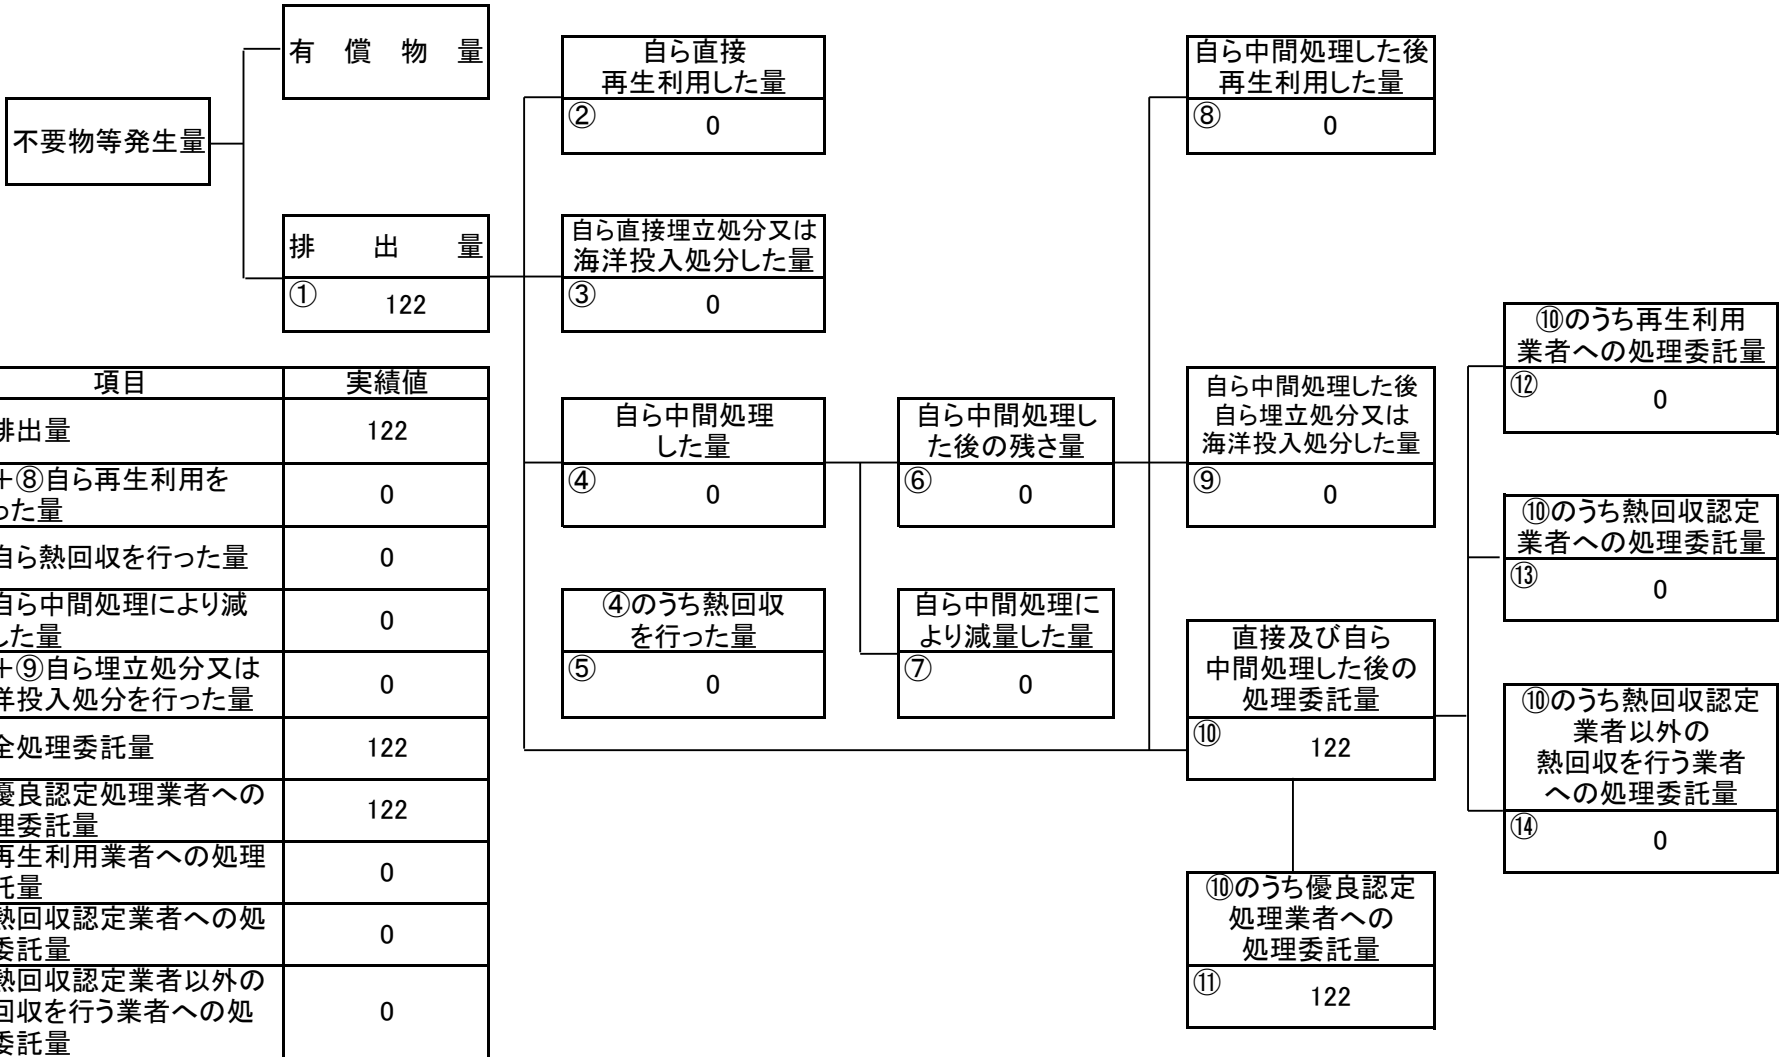 有償物量
不要物等発生量
排出量
① 122
自ら直接
再生利用した量
② 0
自ら直接埋立処分又は
海洋投入処分した量
③ 0
自ら中間処理
した量
④ 0
④のうち熱回収
を行った量
⑤ 0
自ら中間処理し
た後の残さ量
⑥ 0
自ら中間処理に
より減量した量
⑦ 0
自ら中間処理した後
再生利用した量
⑧ 0
自ら中間処理した後
自ら埋立処分又は
海洋投入処分した量
⑨ 0
直接及び自ら
中間処理した後の
処理委託量
⑩ 122
⑩のうち優良認定
処理業者への
処理委託量
⑪ 122
⑩のうち再生利用
業者への処理委託量
⑫ 0
⑩のうち熱回収認定
業者への処理委託量
⑬ 0
⑩のうち熱回収認定
業者以外の
熱回収を行う業者
への処理委託量
⑭ 0
項目 実績値
排出量 122
+⑧自ら再生利用を
った量 0
自ら熱回収を行った量 0
自ら中間処理により減
した量 0
+⑨自ら埋立処分又は
洋投入処分を行った量 0
全処理委託量 122
優良認定処理業者への
理委託量 122
再生利用業者への処理
託量 0
熱回収認定業者への処
委託量 0
熱回収認定業者以外の
回収を行う業者への処
委託量 0